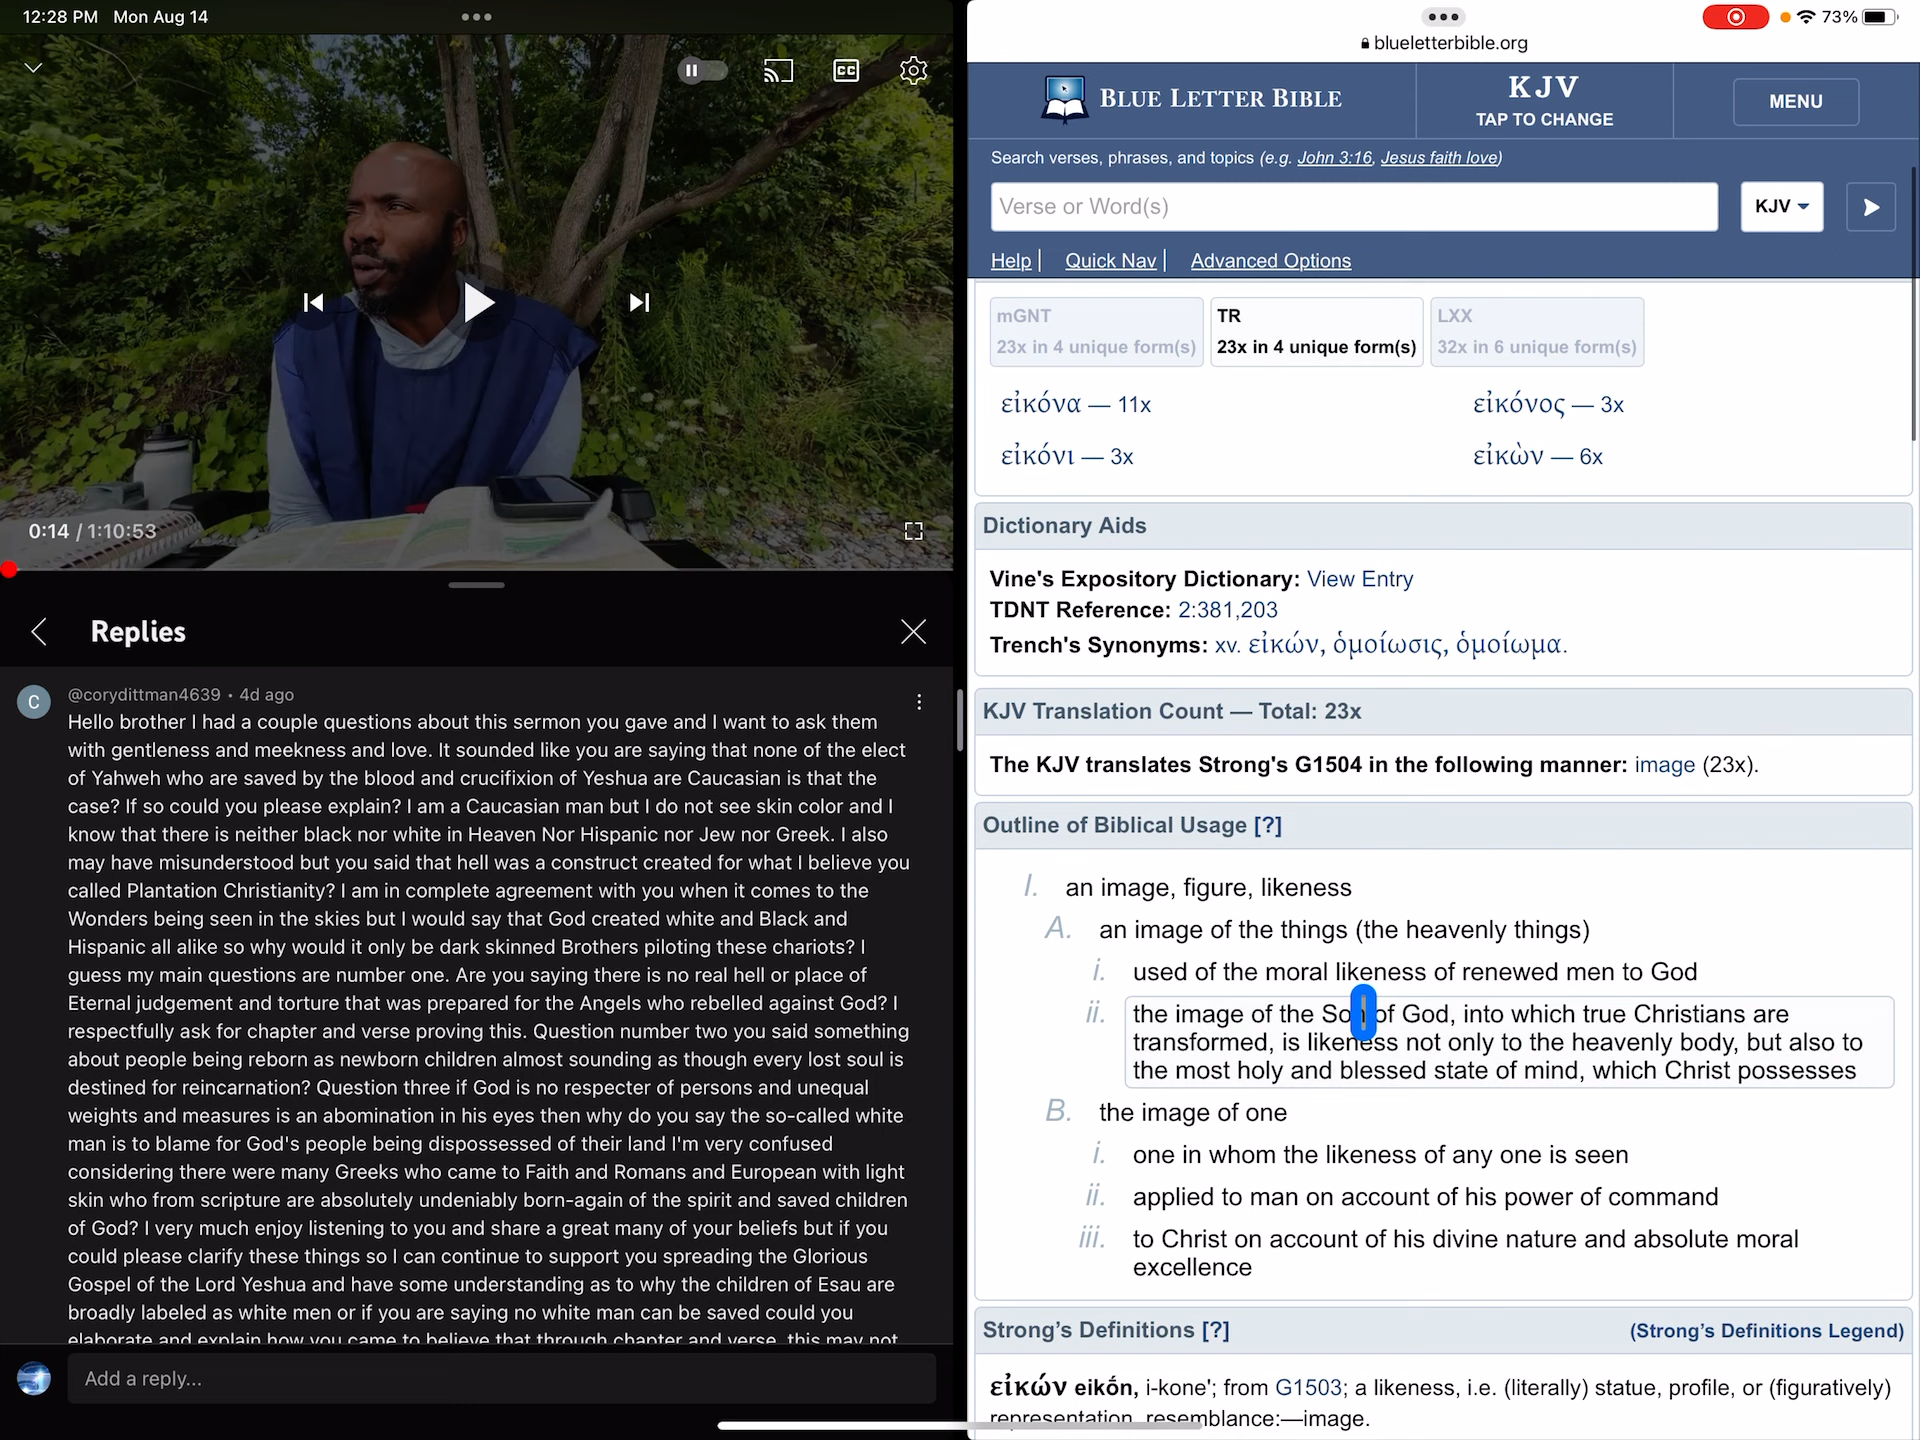 12:28 PM Mon Aug 14
0:14 / 1:10:53
Replies
@corydittman4639 • 4d ago
Hello brother I had a couple questions about this sermon you gave and I want to ask them
with gentleness and meekness and love. It sounded like you are saying that none of the elect
of Yahweh who are saved by the blood and crucifixion of Yeshua are Caucasian is that the
case? If so could you please explain? I am a Caucasian man but I do not see skin color and I
know that there is neither black nor white in Heaven Nor Hispanic nor Jew nor Greek. I also
may have misunderstood but you said that hell was a construct created for what I believe you
called Plantation Christianity? I am in complete agreement with you when it comes to the
Wonders being seen in the skies but I would say that God created white and Black and
Hispanic all alike so why would it only be dark skinned Brothers piloting these chariots? I
guess my main questions are number one. Are you saying there is no real hell or place of
Eternal judgement and torture that was prepared for the Angels who rebelled against God? I
respectfully ask for chapter and verse proving this. Question number two you said something
about people being reborn as newborn children almost sounding as though every lost soul is
destined for reincarnation? Question three if God is no respecter of persons and unequal
weights and measures is an abomination in his eyes then why do you say the so-called white
man is to blame for God's people being dispossessed of their land I'm very confused
considering there were many Greeks who came to Faith and Romans and European with light
skin who from scripture are absolutely undeniably born-again of the spirit and saved children
of God? I very much enjoy listening to you and share a great many of your beliefs but if you
could please clarify these things so I can continue to support you spreading the Glorious
Gospel of the Lord Yeshua and have some understanding as to why the children of Esau are
broadly labeled as white men or if you are saying no white man can be saved could you
elaborate and explain how you came to believe that through chapter and verse, this may not
C
CC
Add a reply...
73%
blueletterbible.org
BLUE LETTER BIBLE
KJV
TAP TO CHANGE
MENU
Search verses, phrases, and topics (e.g. John 3:16, Jesus faith love)
Verse or Word(s)
KJV
Help | Quick Nav | Advanced Options
mGNT
23x in 4 unique form(s)
TR
23x in 4 unique form(s)
LXX
32x in 6 unique form(s)
εἰκόνα — 11x
εἰκόνος — 3x
εἰκόνι — 3x
εἰκὼν — 6x
Dictionary Aids
Vine's Expository Dictionary: View Entry
TDNT Reference: 2:381,203
Trench's Synonyms: xv. εἰκών, ὁμοίωσις, ὁμοίωμα.
KJV Translation Count — Total: 23x
The KJV translates Strong's G1504 in the following manner: image (23x).
Outline of Biblical Usage [?]
I. an image, figure, likeness
A. an image of the things (the heavenly things)
i. used of the moral likeness of renewed men to God
ii. the image of the Son of God, into which true Christians are
transformed, is likeness not only to the heavenly body, but also to
the most holy and blessed state of mind, which Christ possesses
B. the image of one
i. one in whom the likeness of any one is seen
ii. applied to man on account of his power of command
iii. to Christ on account of his divine nature and absolute moral
excellence
Strong's Definitions [?]
(Strong's Definitions Legend)
εἰκών eikṓn, i-kone'; from G1503; a likeness, i.e. (literally) statue, profile, or (figuratively)
representation, resemblance:—image.